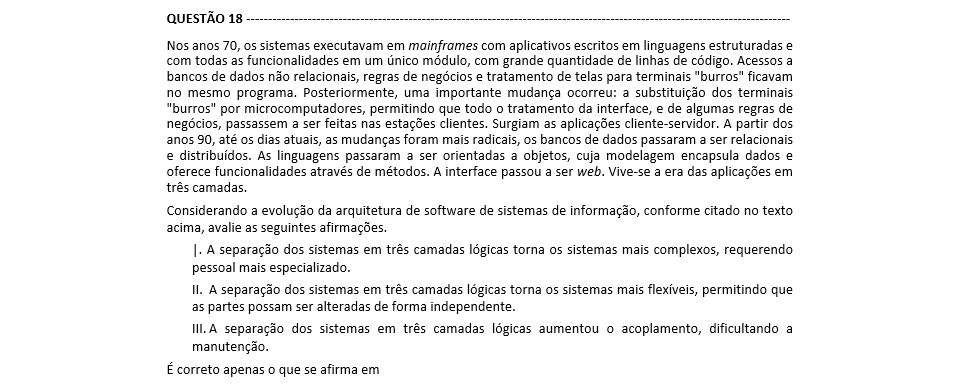 QUESTÃO 18 -----------------------------------------------------------------------------------------------------------------------------
Nos anos 70, os sistemas executavam em mainframes com aplicativos escritos em linguagens estruturadas e
com todas as funcionalidades em um único módulo, com grande quantidade de linhas de código. Acessos a
bancos de dados não relacionais, regras de negócios e tratamento de telas para terminais "burros" ficavam
no mesmo programa. Posteriormente, uma importante mudança ocorreu: a substituição dos terminais
"burros" por microcomputadores, permitindo que todo o tratamento da interface, e de algumas regras de
negócios, passassem a ser feitas nas estações clientes. Surgiam as aplicações cliente-servidor. A partir dos
anos 90, até os dias atuais, as mudanças foram mais radicais, os bancos de dados passaram a ser relacionais
e distribuídos. As linguagens passaram a ser orientadas a objetos, cuja modelagem encapsula dados e
oferece funcionalidades através de métodos. A interface passou a ser web. Vive-se a era das aplicações em
três camadas.
Considerando a evolução da arquitetura de software de sistemas de informação, conforme citado no texto
acima, avalie as seguintes afirmações.
|. A separação dos sistemas em três camadas lógicas torna os sistemas mais complexos, requerendo
pessoal mais especializado.
II. A separação dos sistemas em três camadas lógicas torna os sistemas mais flexíveis, permitindo que
as partes possam ser alteradas de forma independente.
III. A separação dos sistemas em três camadas lógicas aumentou o acoplamento, dificultando a
manutenção.
É correto apenas o que se afirma em